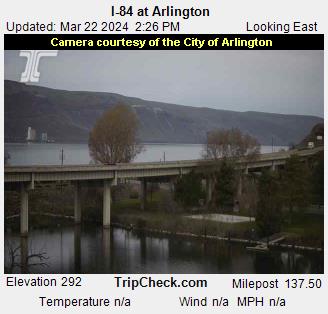 I-84 at Arlington
Updated: Mar 22 2024 2:26 PM Looking East
Camera courtesy of the City of Arlington
Elevation 292 TripCheck.com Milepost 137.50
Temperature n/a Wind n/a MPH n/a